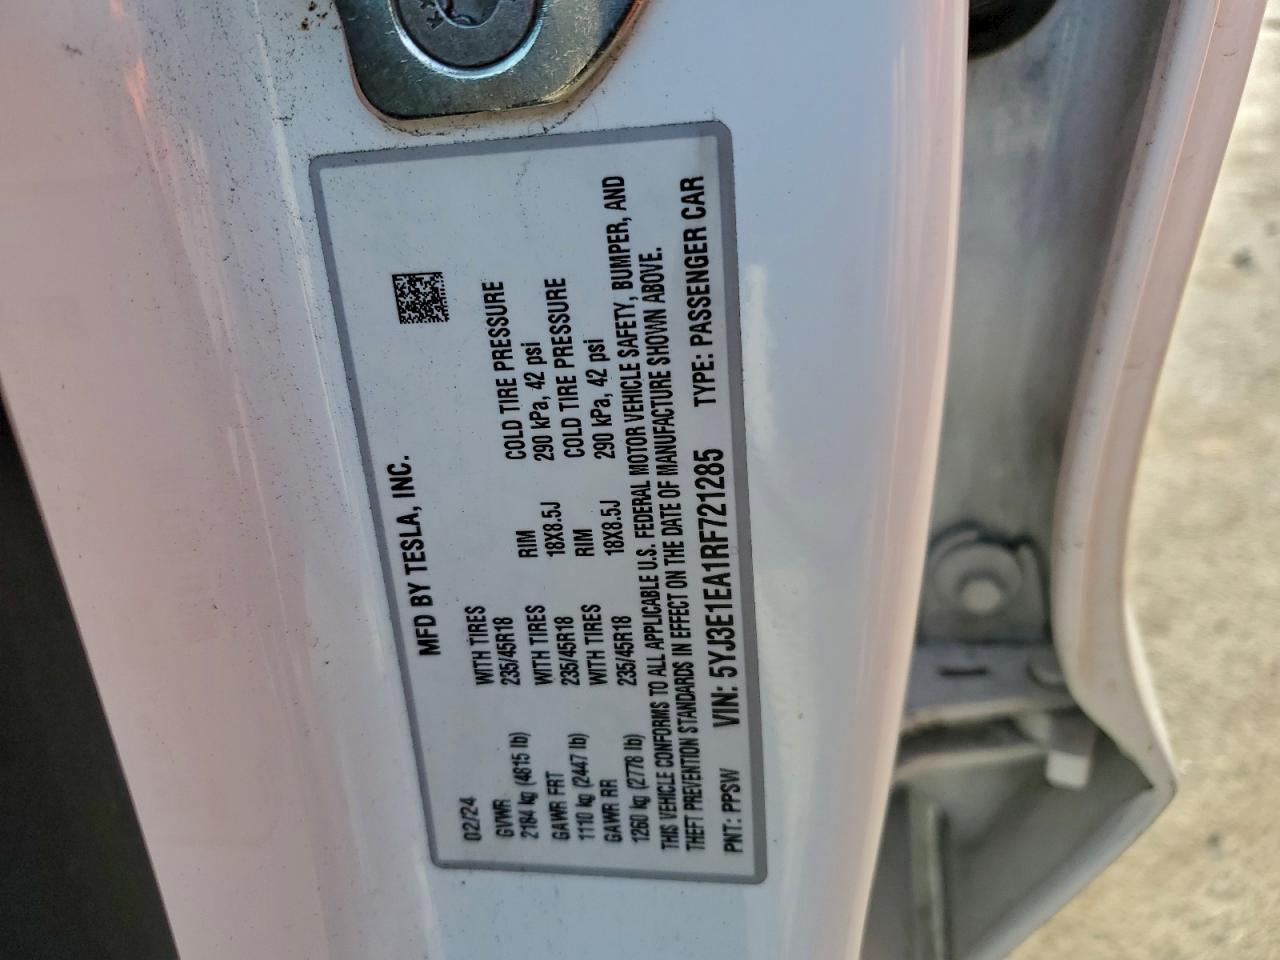 MFD BY TESLA, INC.
02/24
GVWR WITH TIRES RIM COLD TIRE PRESSURE
2184 kg (4815 lb) 235/45R18 18X8.5J 290 kPa, 42 psi
GAWR FRT WITH TIRES RIM COLD TIRE PRESSURE
1110 kg (2447 lb) 235/45R18 18X8.5J 290 kPa, 42 psi
GAWR RR WITH TIRES
1260 kg (2778 lb) 235/45R18
THIS VEHICLE CONFORMS TO ALL APPLICABLE U.S. FEDERAL MOTOR VEHICLE SAFETY, BUMPER, AND
THEFT PREVENTION STANDARDS IN EFFECT ON THE DATE OF MANUFACTURE SHOWN ABOVE.
PNT: PPSW VIN: 5YJ3E1EA1RF721285 TYPE: PASSENGER CAR